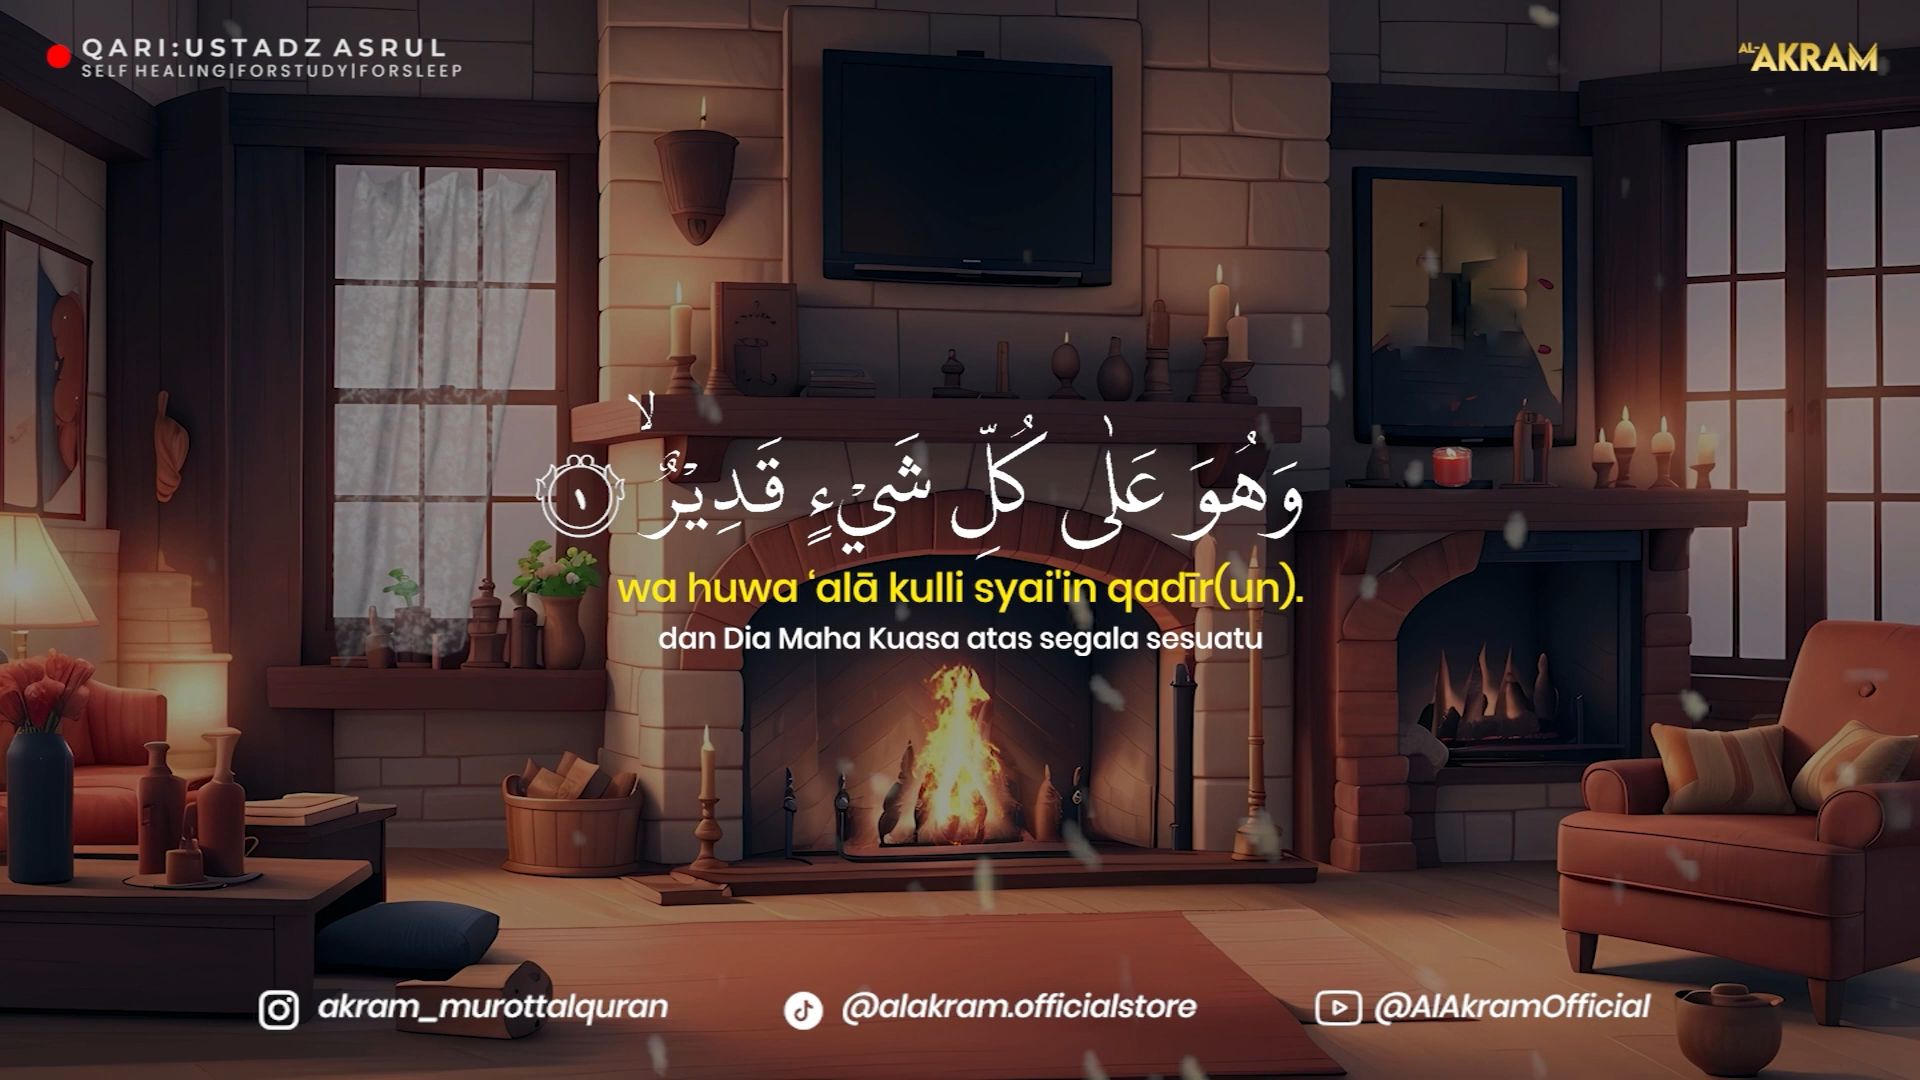 QARI:USTADZ ASRUL
SELF HEALING|FORSTUDY|FORSLEEP
AL-AKRAM
وَهُوَ عَلٰى كُلِّ شَيْءٍ قَدِيْرٌۙ ١
wa huwa ‘alā kulli syai'in qadīr(un).
dan Dia Maha Kuasa atas segala sesuatu
akram_murottalquran
@alakram.officialstore
@AlAkramOfficial